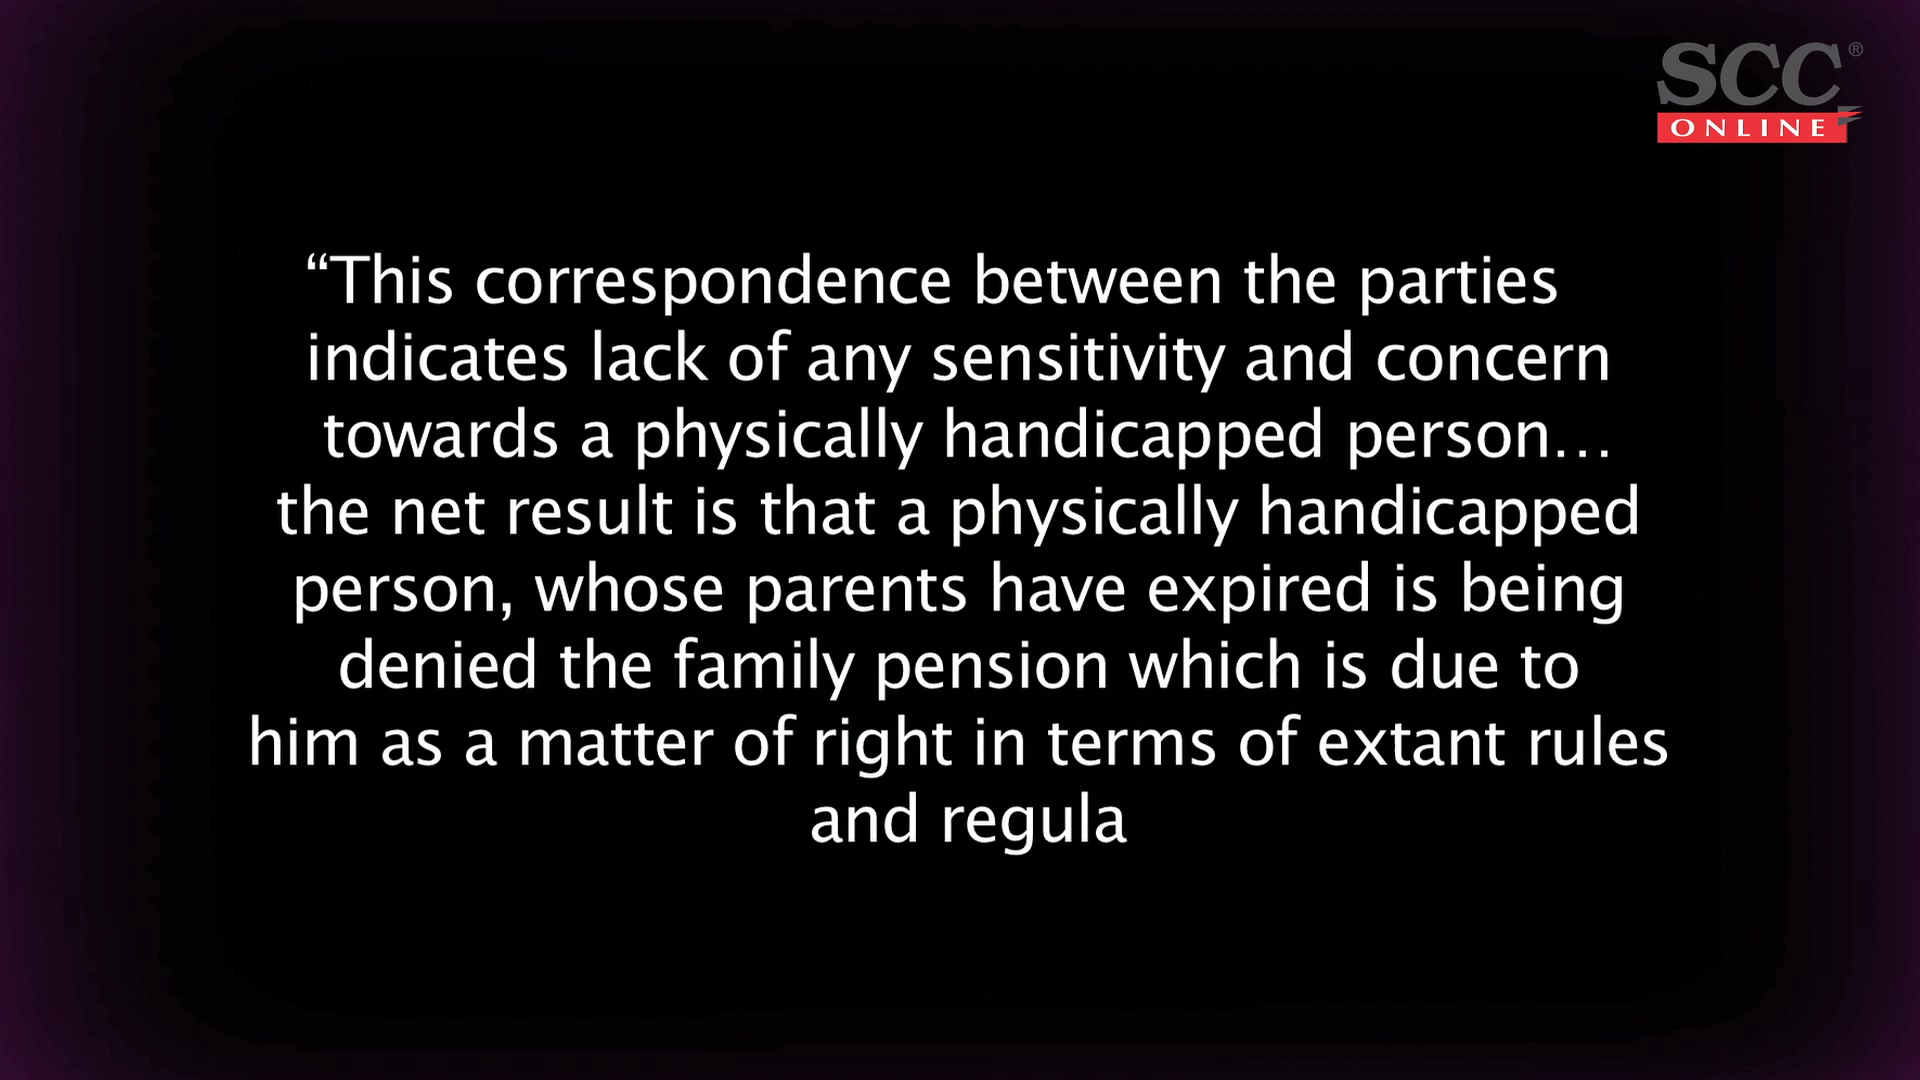 SCC®
ONLINE
“This correspondence between the parties
indicates lack of any sensitivity and concern
towards a physically handicapped person...
the net result is that a physically handicapped
person, whose parents have expired is being
denied the family pension which is due to
him as a matter of right in terms of extant rules
and regula